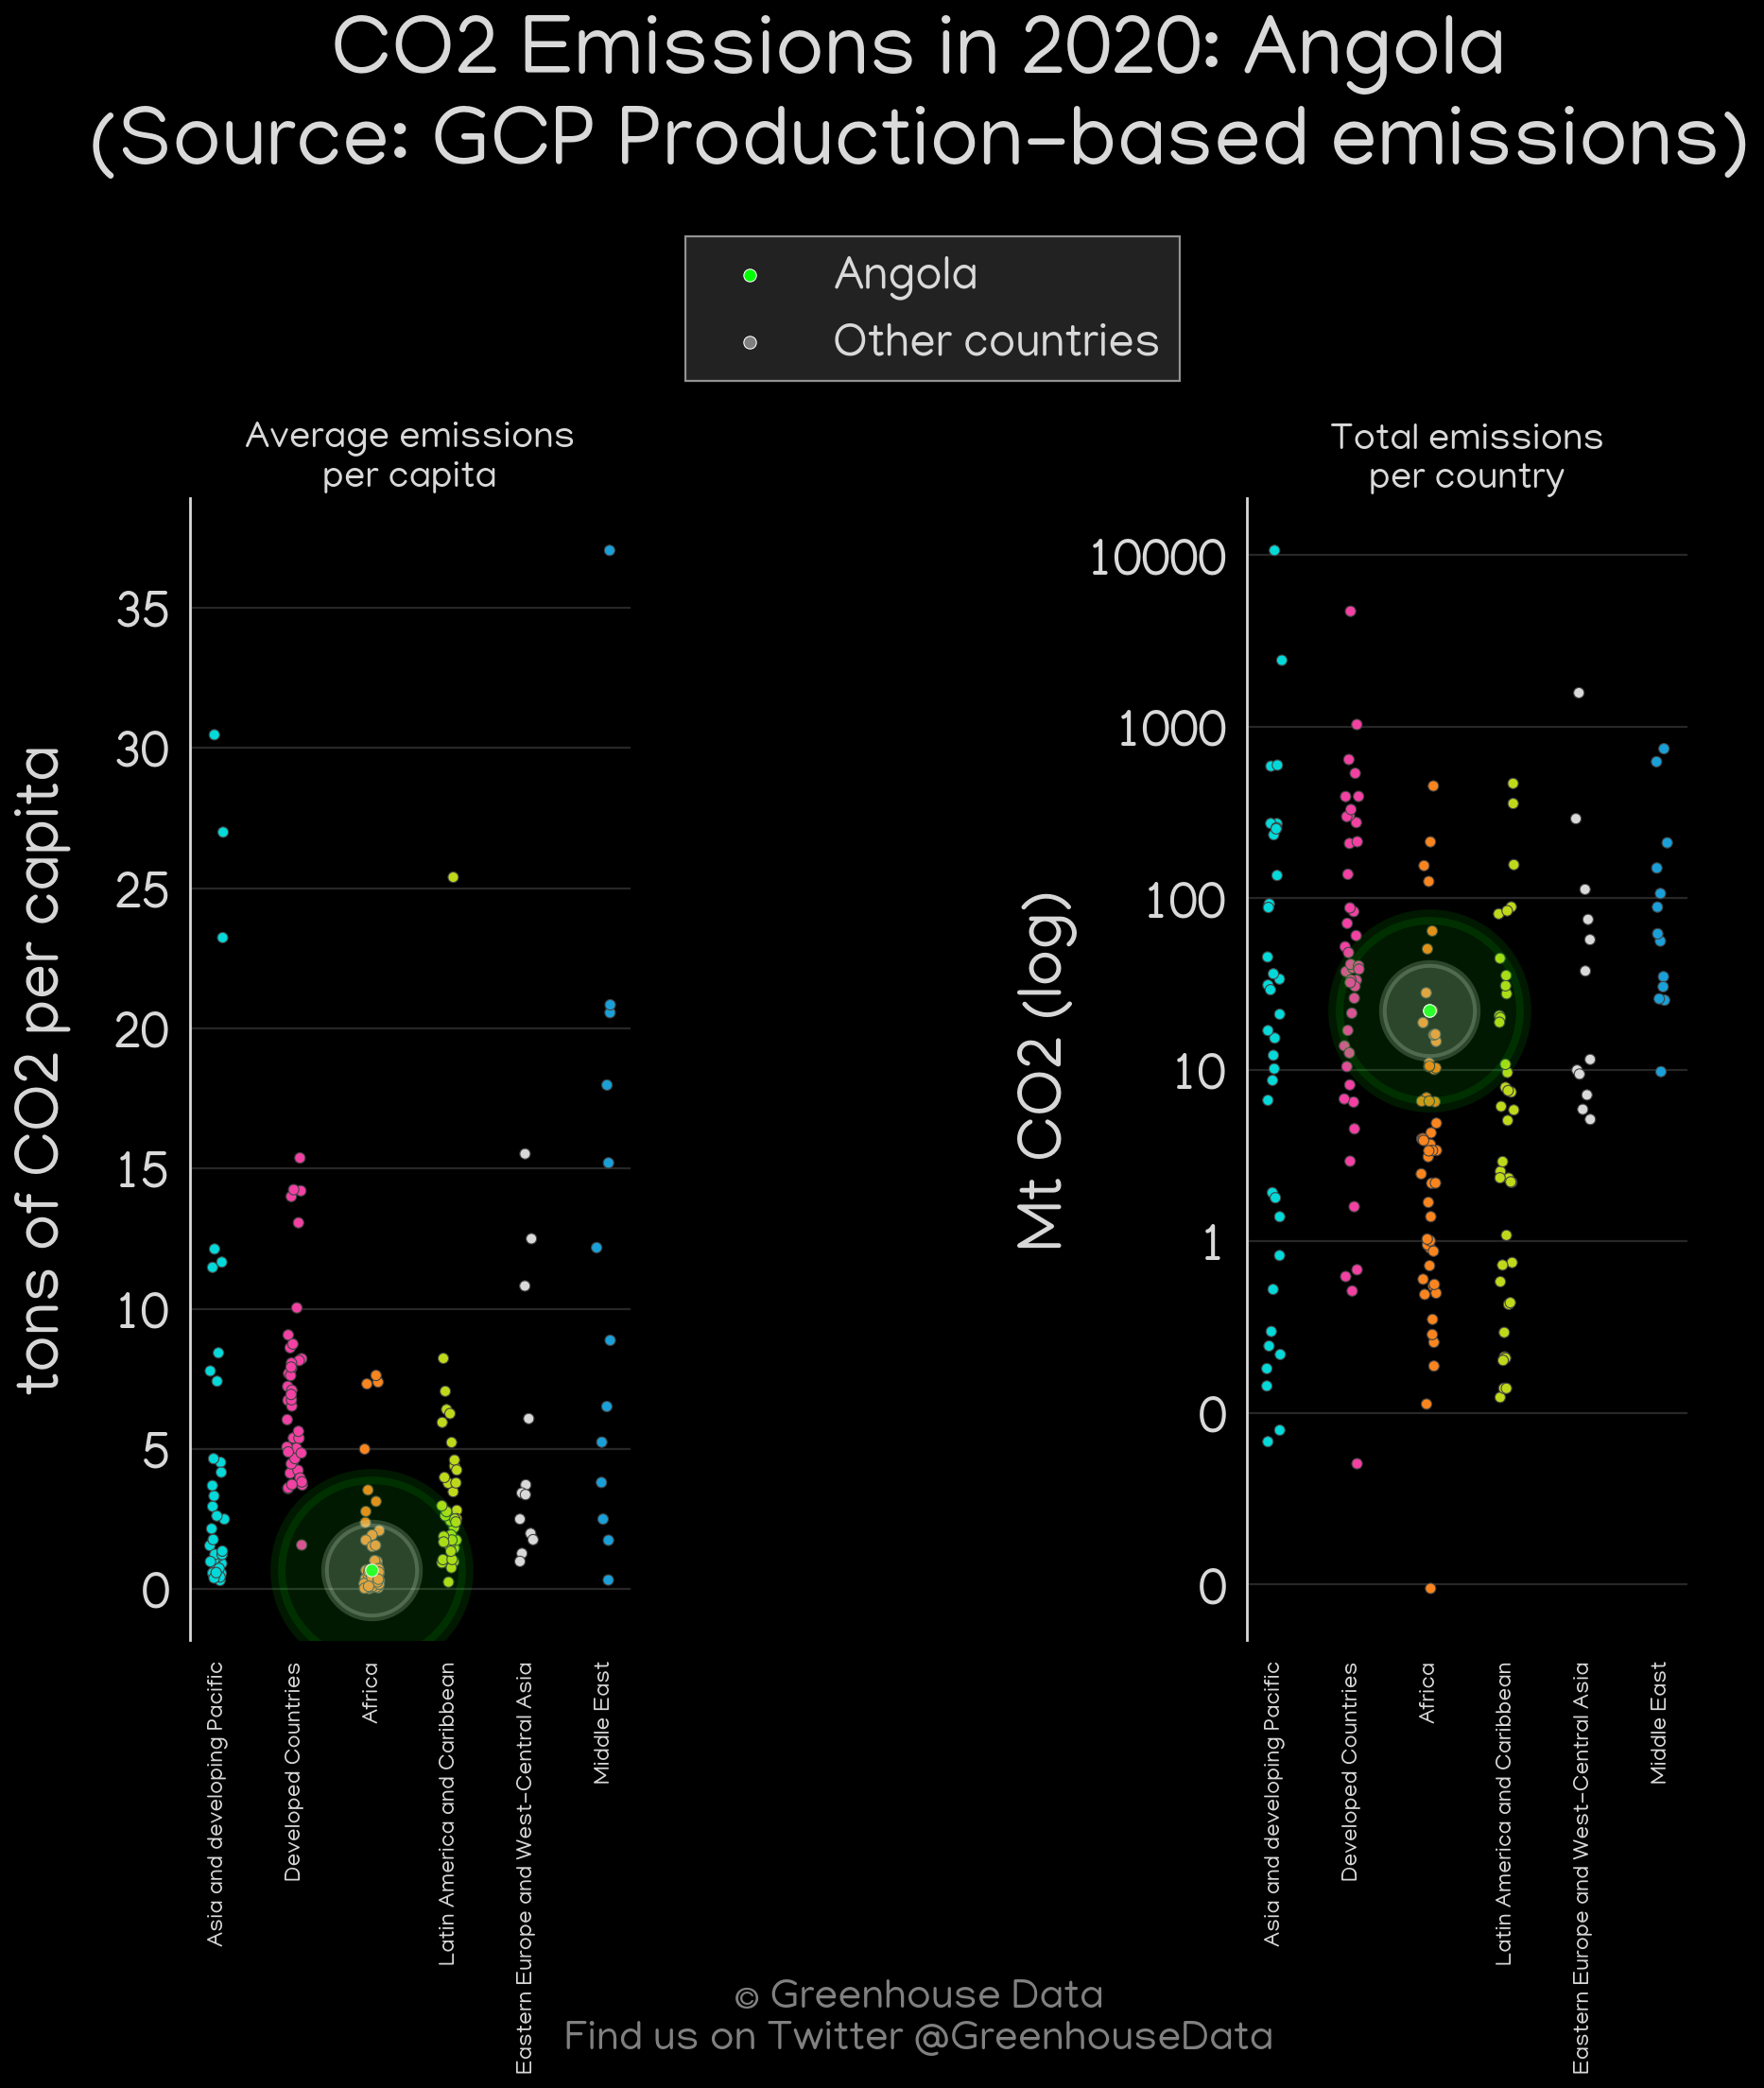 CO2 Emissions in 2020: Angola
(Source: GCP Production-based emissions)
Angola
Other countries
Average emissions
per capita
tons of CO2 per capita
35
30
25
20
15
10
5
0
Asia and developing Pacific
Developed Countries
Africa
Latin America and Caribbean
Eastern Europe and West-Central Asia
Middle East
Total emissions
per country
Mt CO2 (log)
10000
1000
100
10
1
0
0
Asia and developing Pacific
Developed Countries
Africa
Latin America and Caribbean
Eastern Europe and West-Central Asia
Middle East
© Greenhouse Data
Find us on Twitter @GreenhouseData